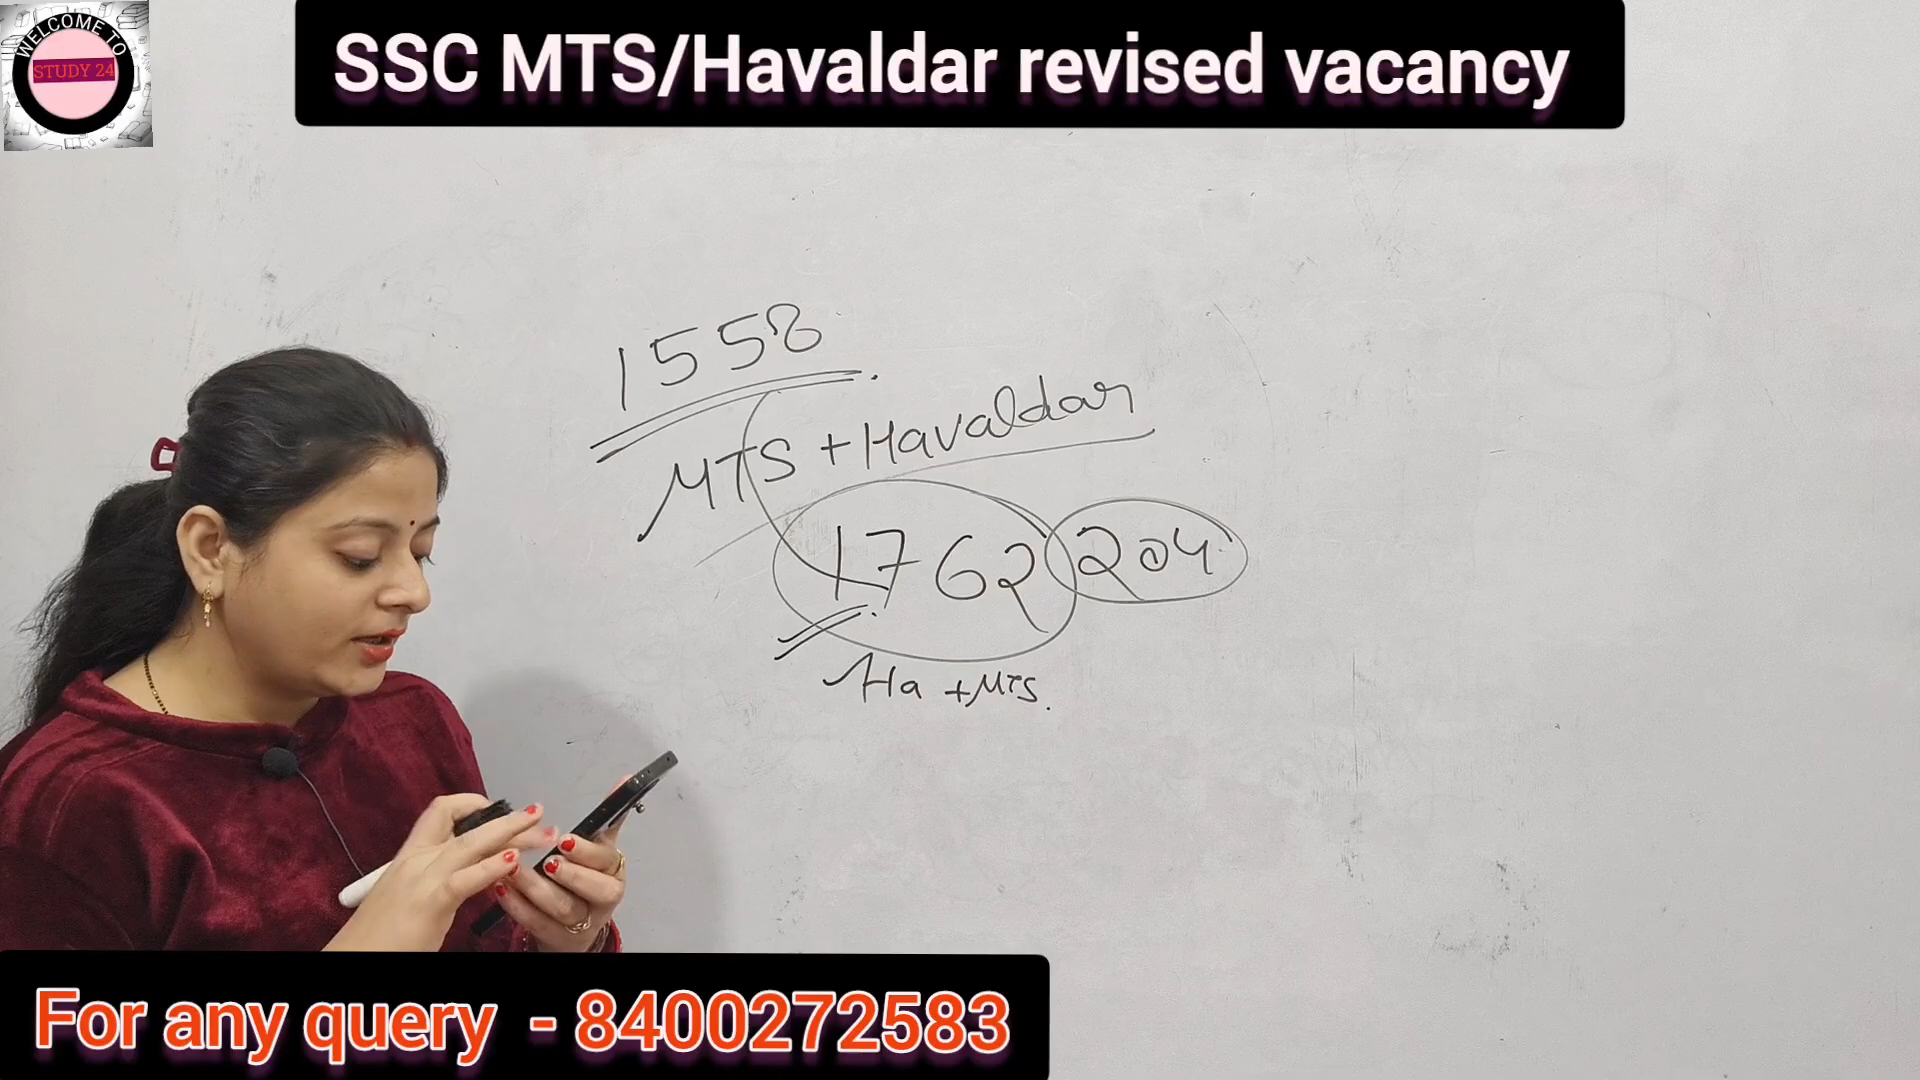 WELCOME TO
STUDY 24
SSC MTS/Havaldar revised vacancy
1558
MTS + Havaldar
1762 204
Ha + MTS.
For any query - 8400272583